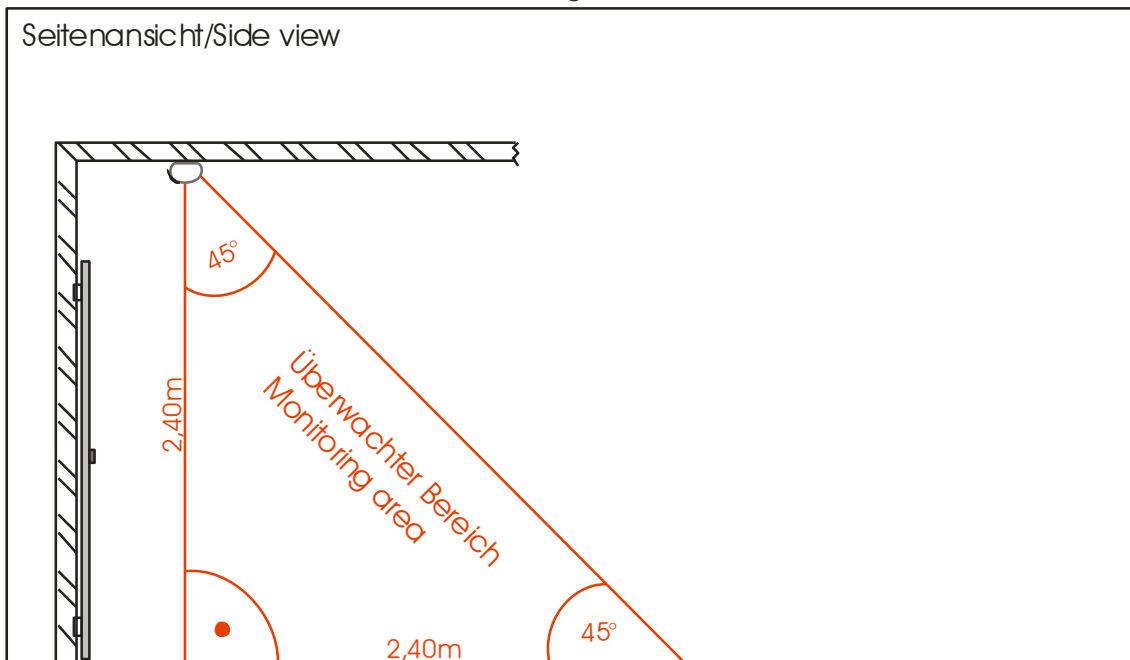 Seitenansicht/Side view
45°
2,40m
Überwachter Bereich
Monitoring area
45°
2,40m